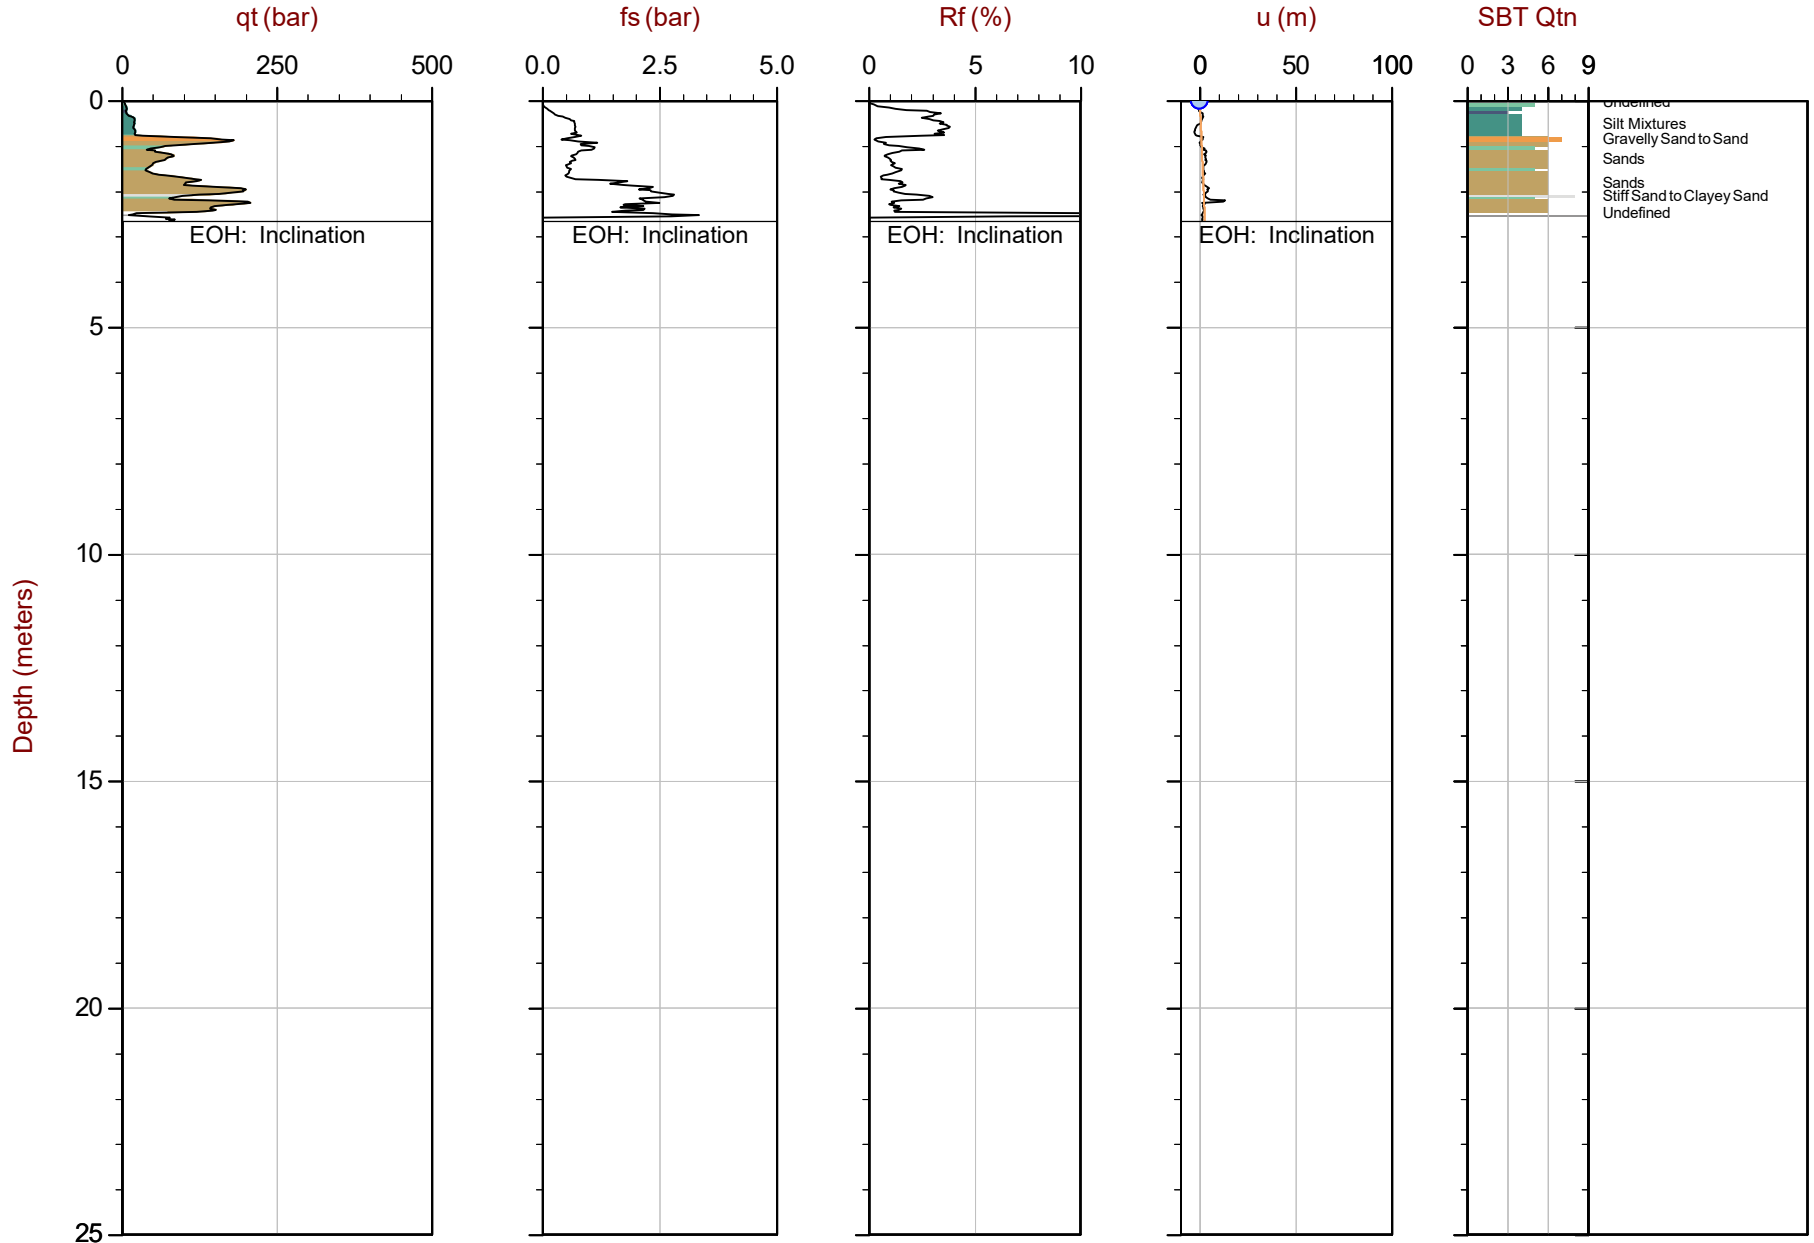 qt (bar) fs (bar) Rf (%) u (m) SBT Qtn
0 250 500 0.0 2.5 5.0 0 5 10 0 50 100 0 3 6 9
0
Undefined
Silt Mixtures
Gravelly Sand to Sand
Sands
Sands
Stiff Sand to Clayey Sand
Undefined
EOH: Inclination EOH: Inclination EOH: Inclination EOH: Inclination
5
10
Depth (meters)
15
20
25